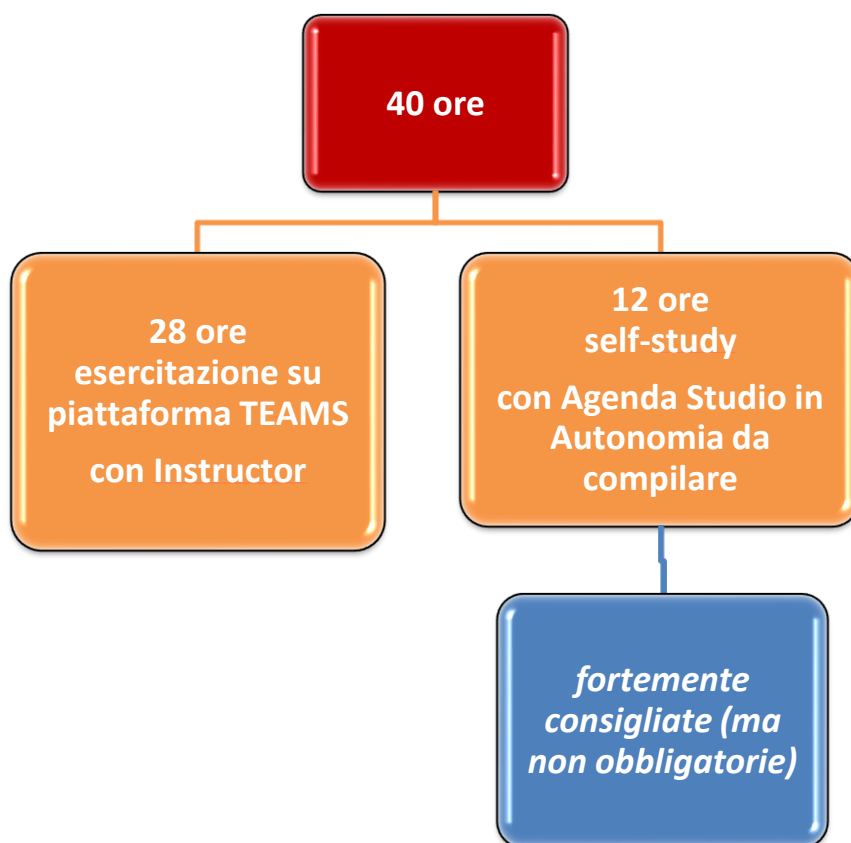 40 ore
28 ore
esercitazione su
piattaforma TEAMS
con Instructor
12 ore
self-study
con Agenda Studio in
Autonomia da
compilare
fortemente
consigliate (ma
non obbligatorie)